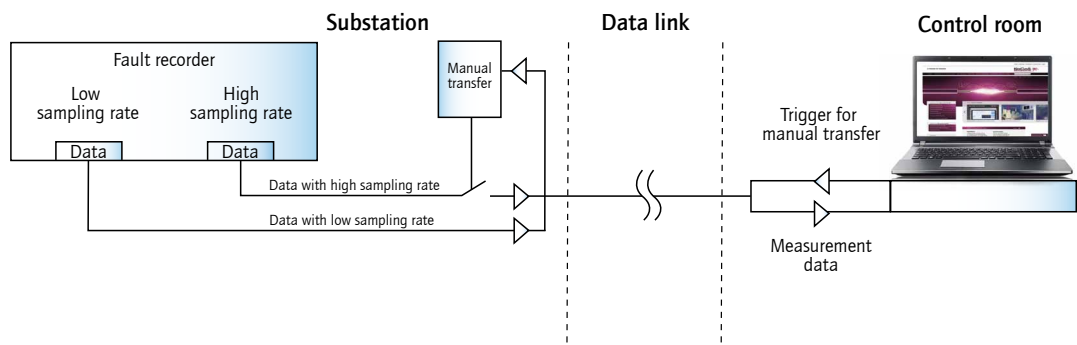 Substation
Data link
Control room
Fault recorder
Low
sampling rate
High
sampling rate
Data
Data
Manual
transfer
Data with high sampling rate
Data with low sampling rate
Trigger for
manual transfer
Measurement
data